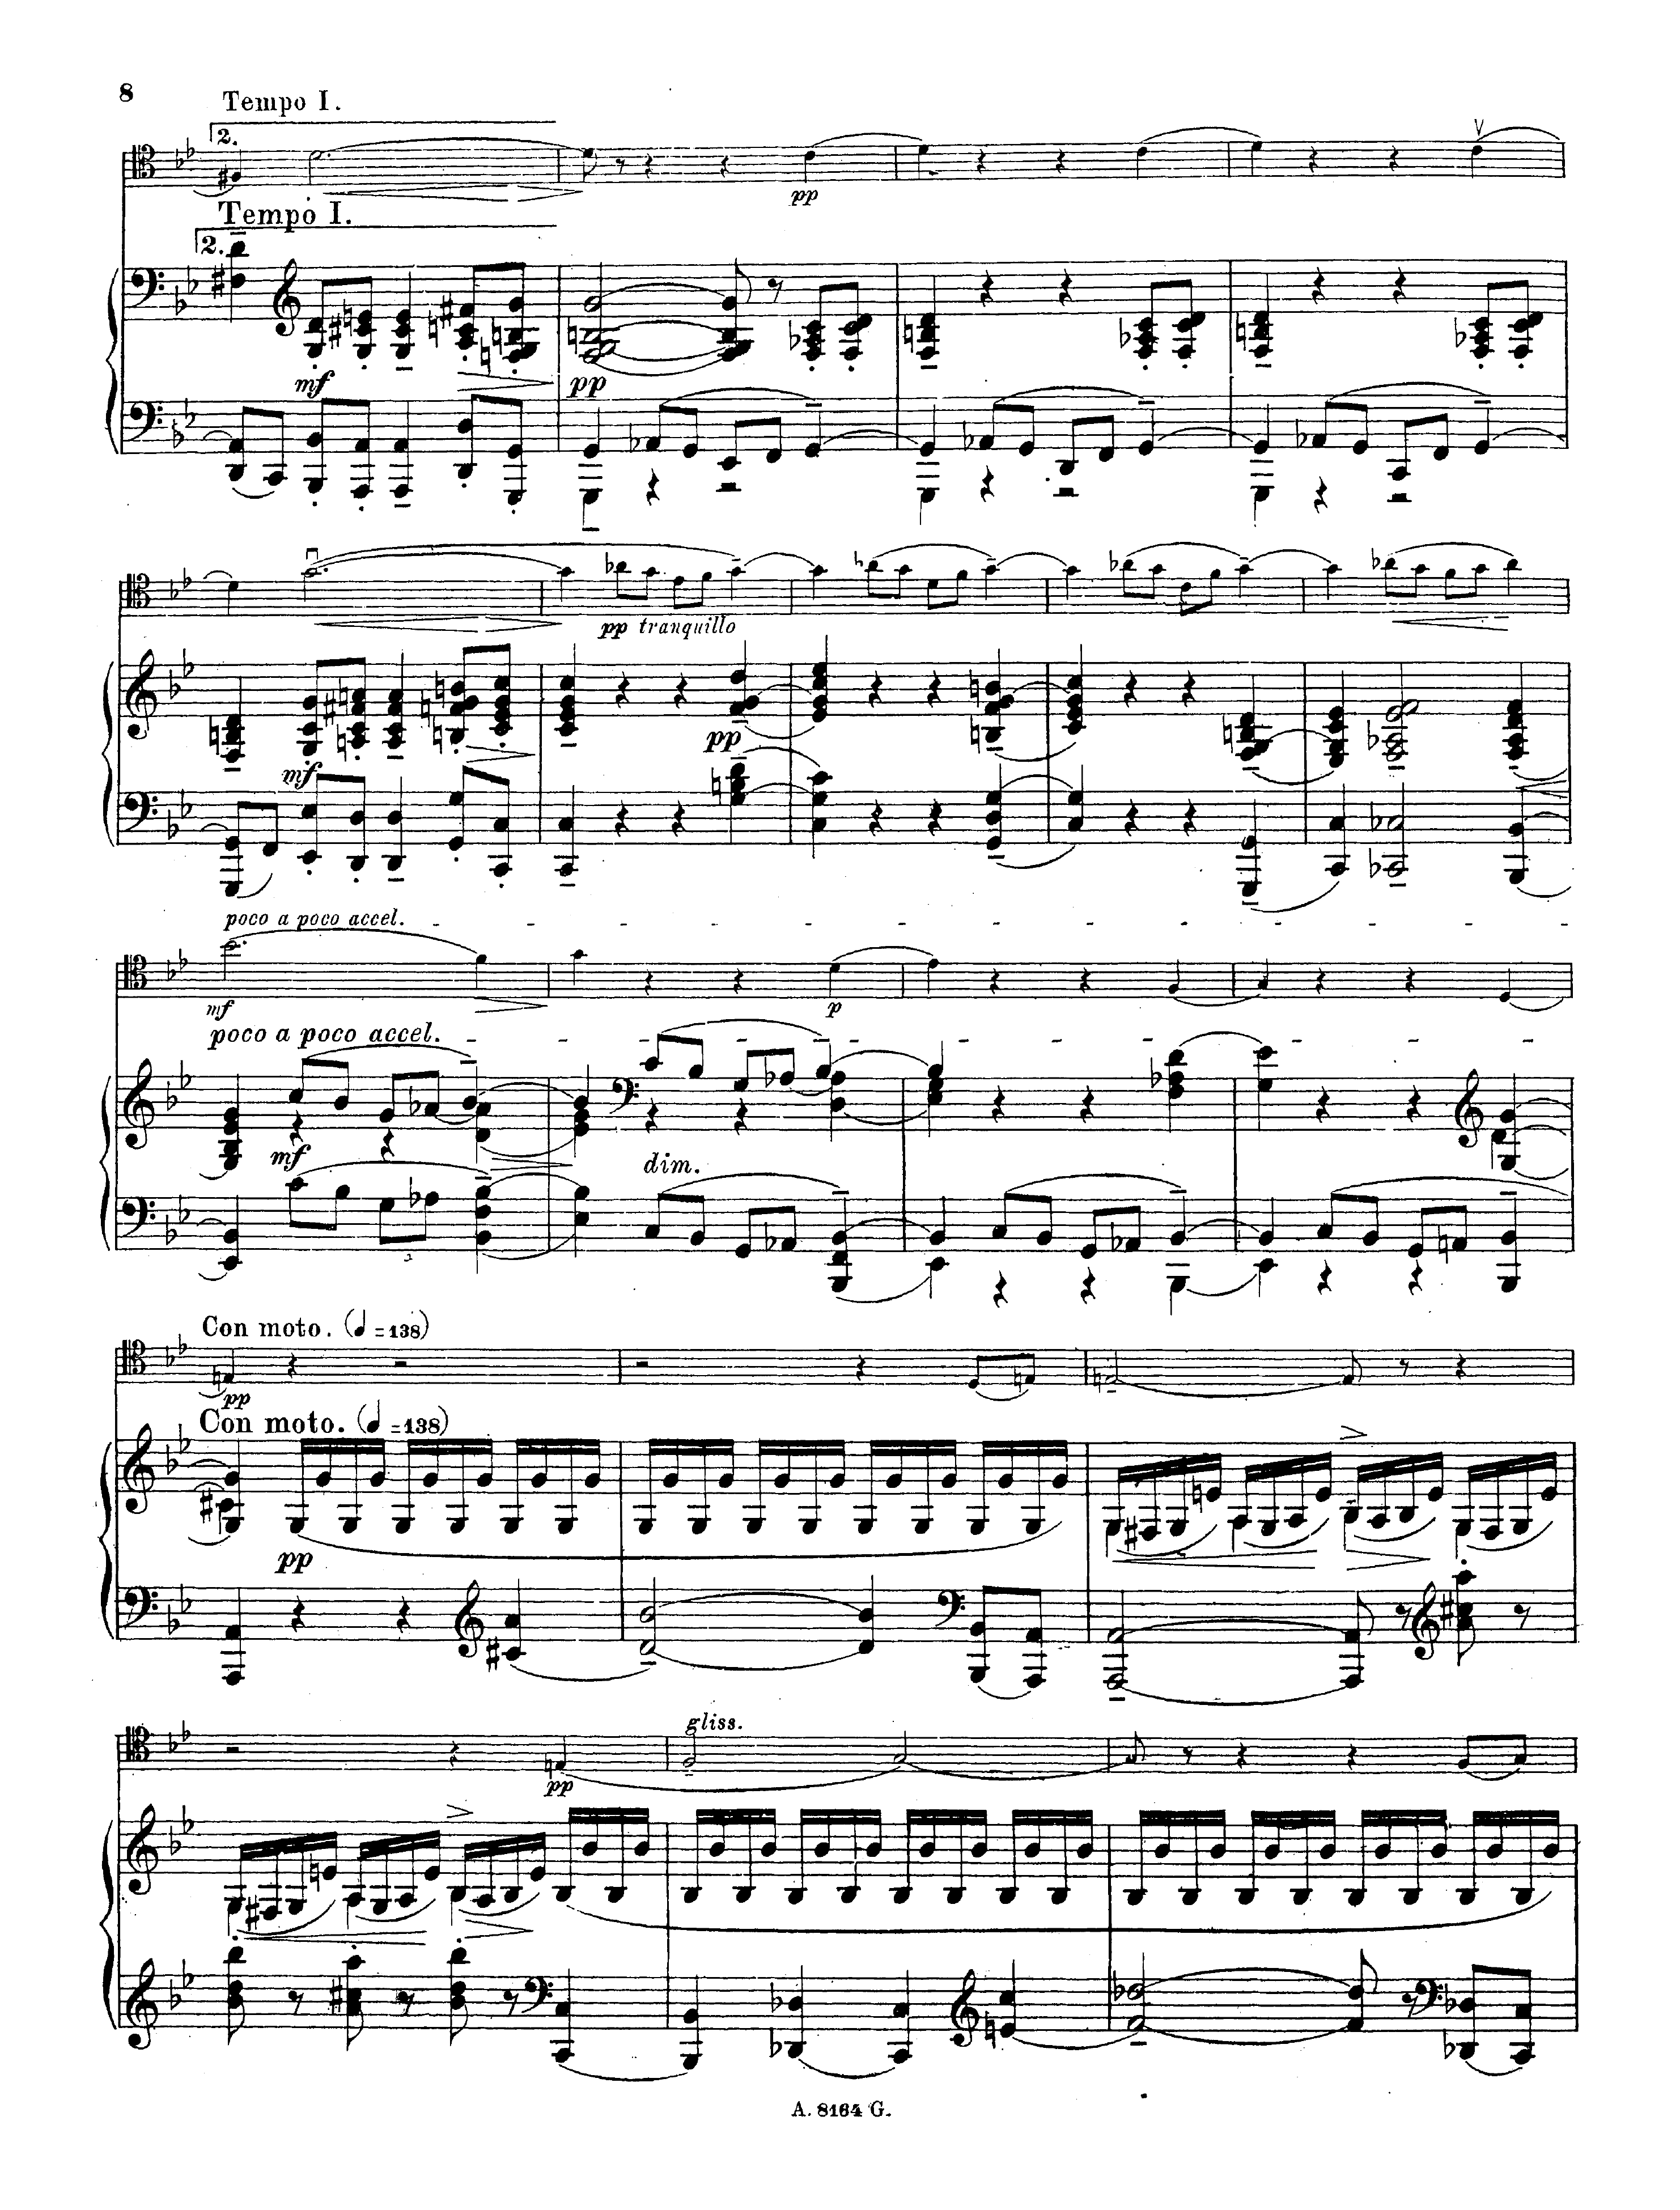 8
Tempo I.
2.
pp
Tempo I.
2.
mf
pp
pp tranquillo
mf
pp
poco a poco accel.
mf
p
poco a poco accel.
mf
dim.
3
Con moto. (♩=138)
pp
Con moto. (♩=138)
pp
gliss.
pp
A. 8164 G.